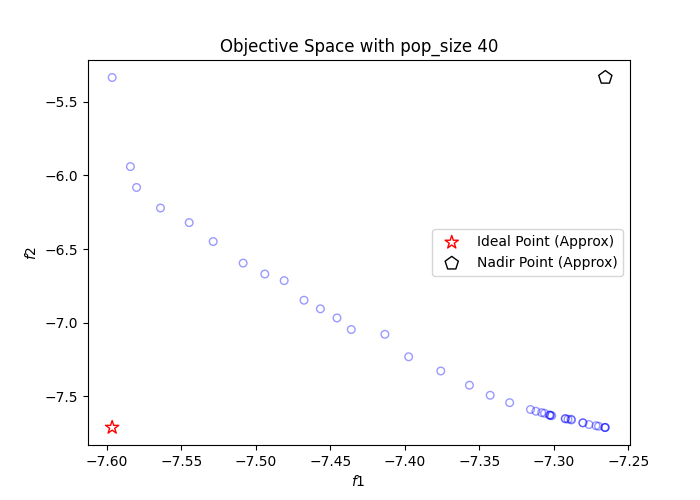 Objective Space with pop_size 40
f2
−5.5
−6.0
−6.5
−7.0
−7.5
Ideal Point (Approx)
Nadir Point (Approx)
−7.60
−7.55
−7.50
−7.45
−7.40
−7.35
−7.30
−7.25
f1